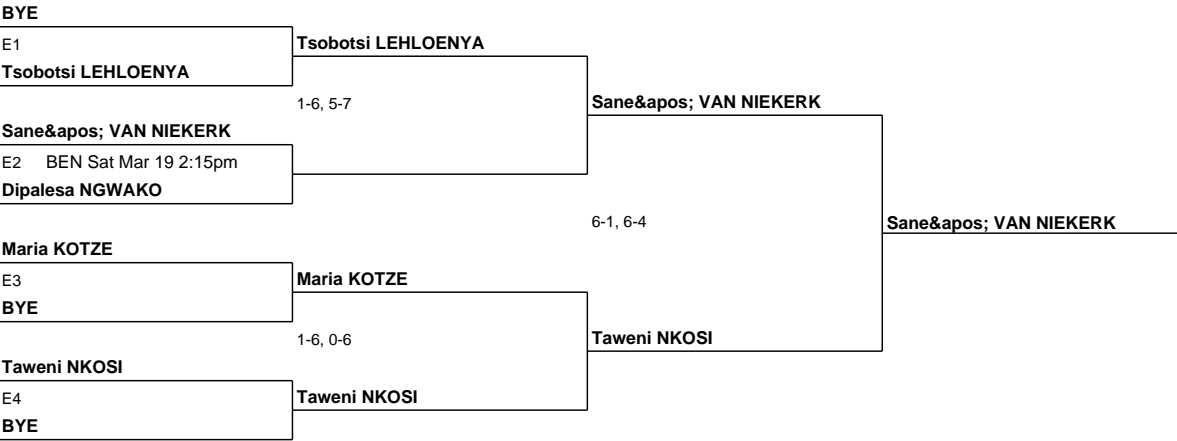 BYE
E1
Tsobotsi LEHLOENYA
Tsobotsi LEHLOENYA
1-6, 5-7
Sane&apos; VAN NIEKERK
Sane&apos; VAN NIEKERK
E2 BEN Sat Mar 19 2:15pm
Dipalesa NGWAKO
6-1, 6-4
Sane&apos; VAN NIEKERK
Maria KOTZE
E3
Maria KOTZE
BYE
1-6, 0-6
Taweni NKOSI
Taweni NKOSI
E4
Taweni NKOSI
BYE